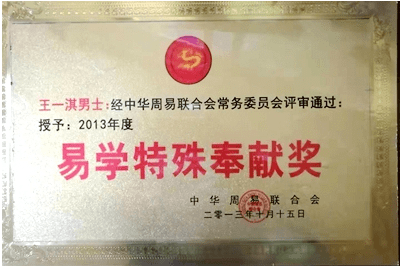 王一淇男士:经中华周易联合会常务委员会评审通过:
授予:2013年度
易学特殊奉献奖
中华周易联合会
二零一三年十月十五日